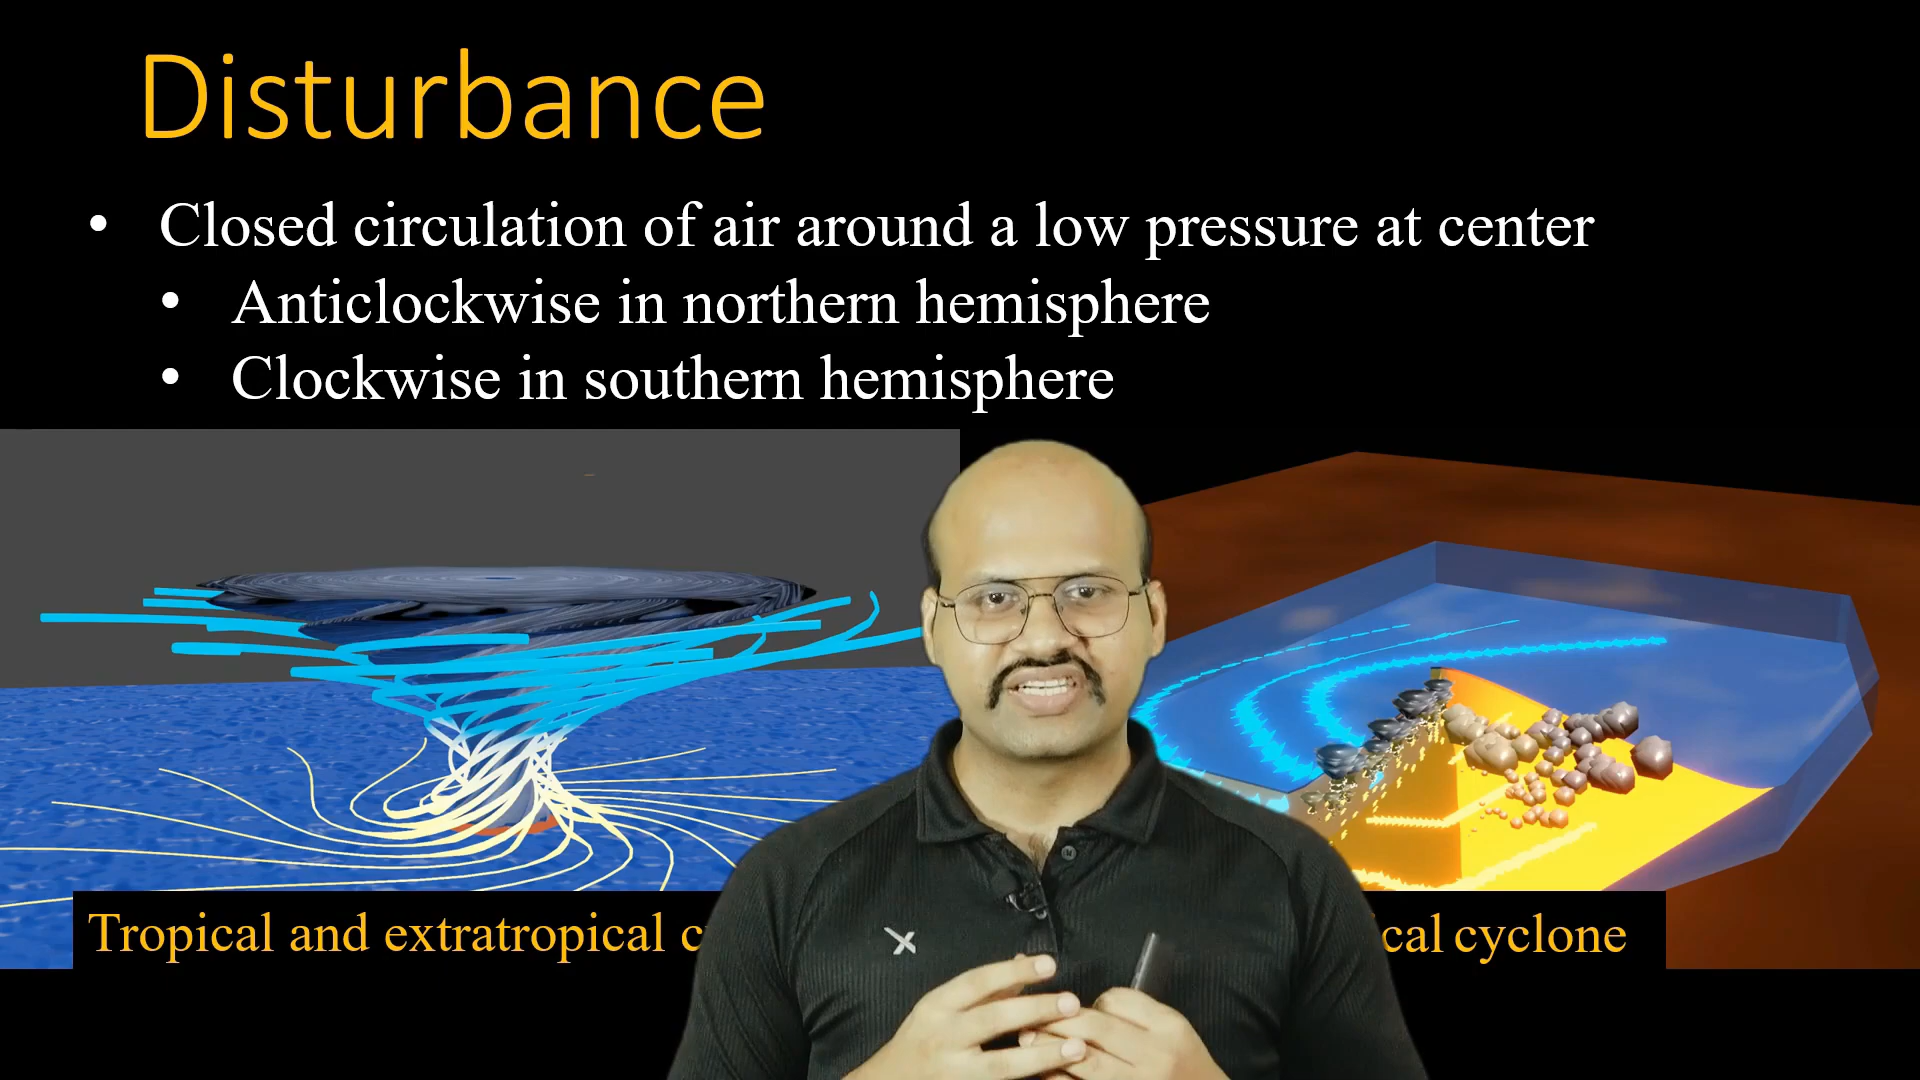 Disturbance
• Closed circulation of air around a low pressure at center
• Anticlockwise in northern hemisphere
• Clockwise in southern hemisphere
Tropical and extratropical
cyclone